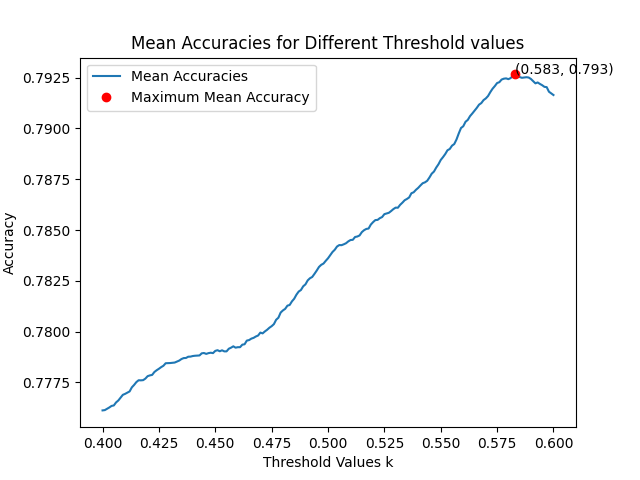 Mean Accuracies for Different Threshold values
Mean Accuracies
Maximum Mean Accuracy
(0.583, 0.793)
0.7925
0.7900
0.7875
0.7850
0.7825
0.7800
0.7775
Accuracy
0.400 0.425 0.450 0.475 0.500 0.525 0.550 0.575 0.600
Threshold Values k